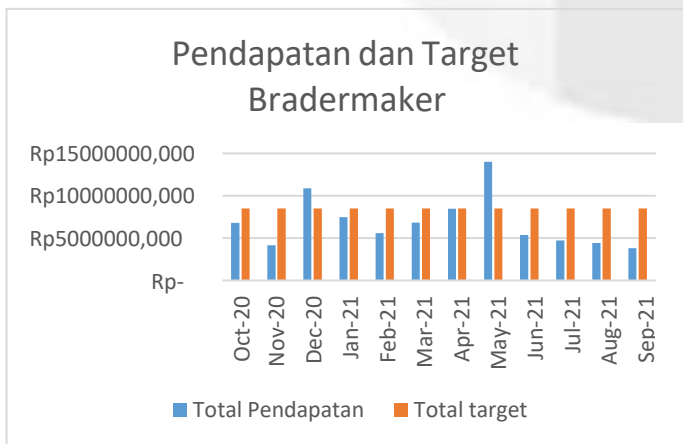 Pendapatan dan Target
Bradermaker
Rp15000000,000
Rp10000000,000
Rp5000000,000
Rp-
Oct-20
Nov-20
Dec-20
Jan-21
Feb-21
Mar-21
Apr-21
May-21
Jun-21
Jul-21
Aug-21
Sep-21
Total Pendapatan
Total target